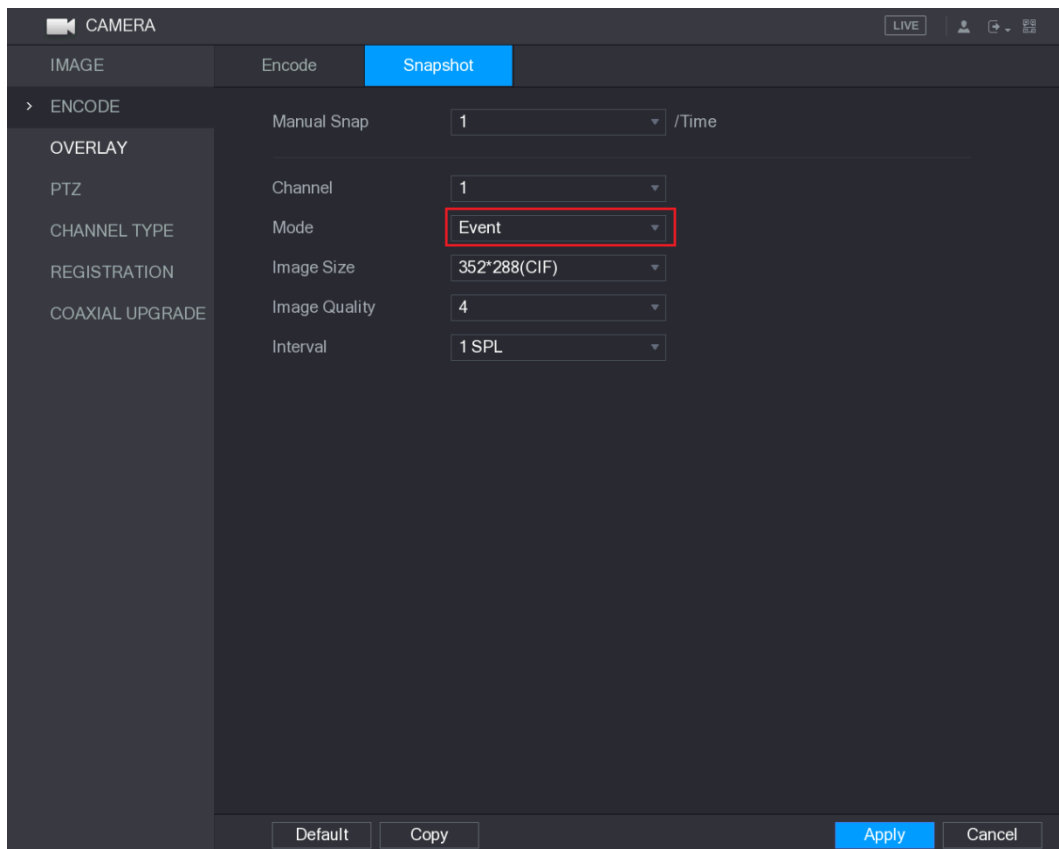 CAMERA LIVE
IMAGE
ENCODE
OVERLAY
PTZ
CHANNEL TYPE
REGISTRATION
COAXIAL UPGRADE
Encode Snapshot
Manual Snap 1 /Time
Channel 1
Mode Event
Image Size 352*288(CIF)
Image Quality 4
Interval 1 SPL
Default Copy Apply Cancel